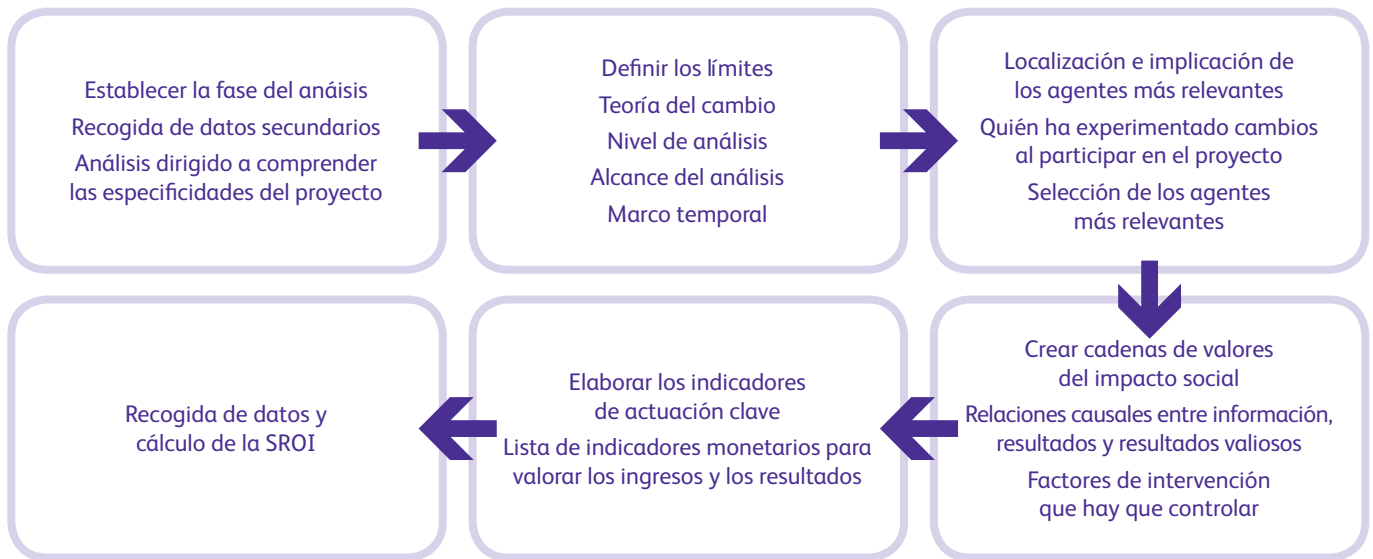 Establecer la fase del anáisis
Recogida de datos secundarios
Análisis dirigido a comprender
las especificidades del proyecto
Definir los límites
Teoría del cambio
Nivel de análisis
Alcance del análisis
Marco temporal
Localización e implicación de
los agentes más relevantes
Quién ha experimentado cambios
al participar en el proyecto
Selección de los agentes
más relevantes
Crear cadenas de valores
del impacto social
Relaciones causales entre información,
resultados y resultados valiosos
Factores de intervención
que hay que controlar
Elaborar los indicadores
de actuación clave
Lista de indicadores monetarios para
valorar los ingresos y los resultados
Recogida de datos y
cálculo de la SROI